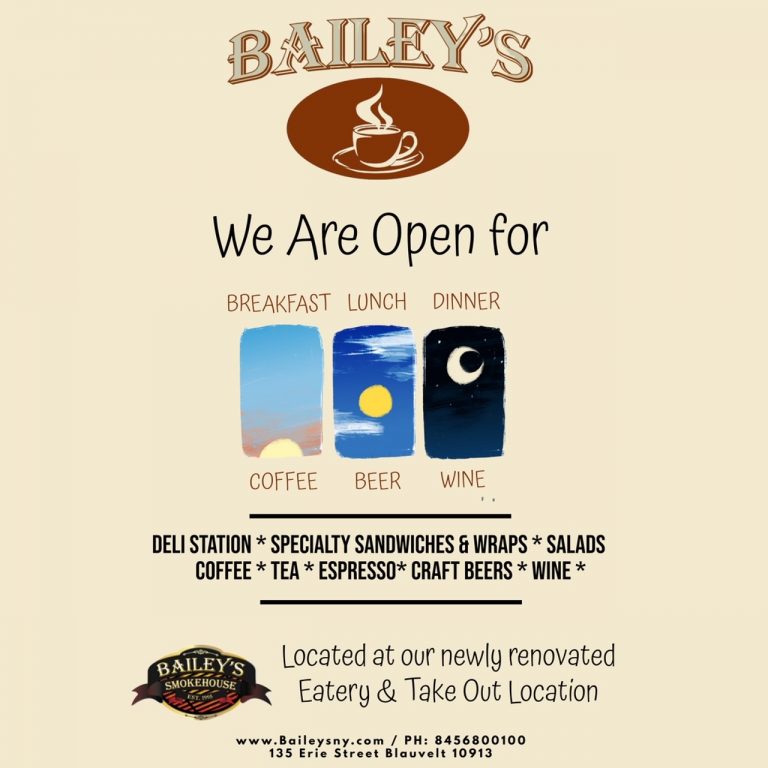 BAILEY'S
We Are Open for
BREAKFAST LUNCH DINNER
COFFEE BEER WINE
DELI STATION * SPECIALTY SANDWICHES & WRAPS * SALADS
COFFEE * TEA * ESPRESSO* CRAFT BEERS * WINE *
BAILEY'S
SMOKEHOUSE
EST. 1995
Located at our newly renovated
Eatery & Take Out Location
www.Baileysny.com / PH: 8456800100
135 Erie Street Blauvelt 10913